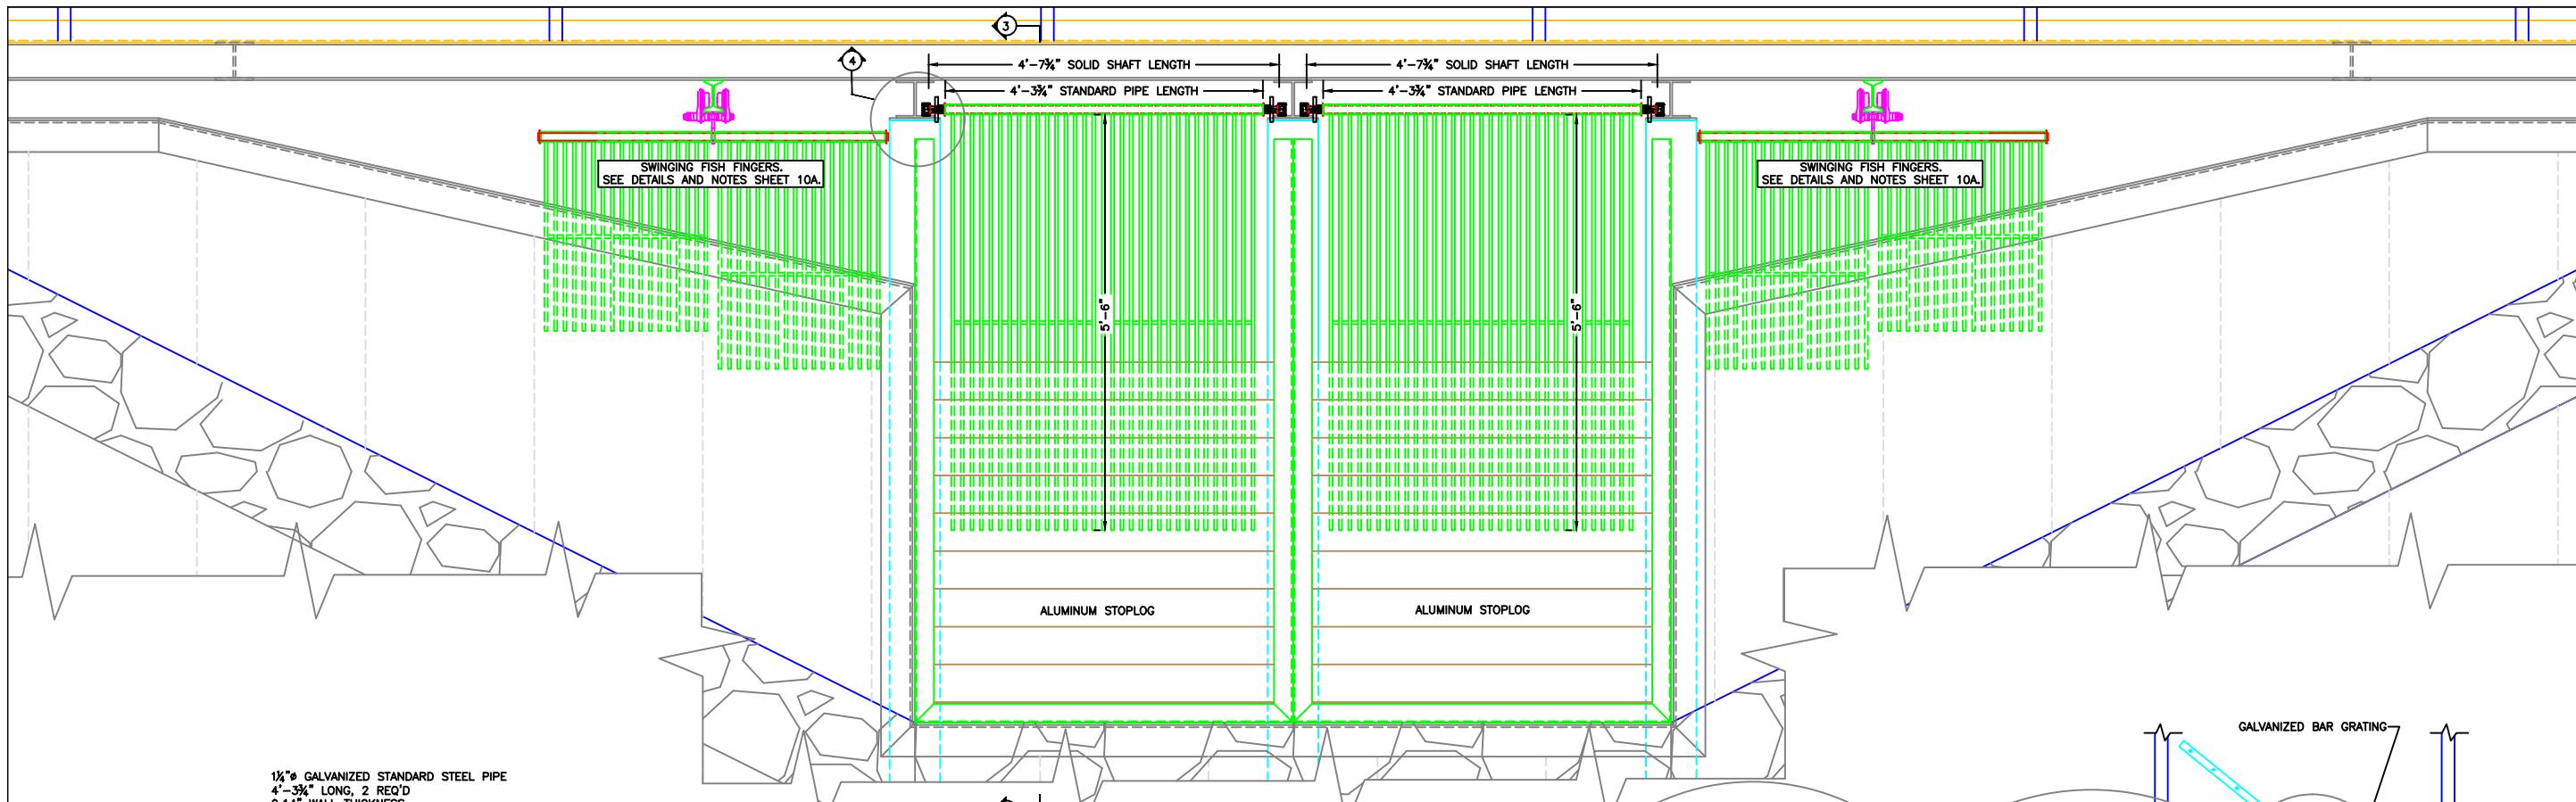 3
4
4'-7¾" SOLID SHAFT LENGTH
4'-7¾" SOLID SHAFT LENGTH
4'-3¾" STANDARD PIPE LENGTH
4'-3¾" STANDARD PIPE LENGTH
SWINGING FISH FINGERS.
SEE DETAILS AND NOTES SHEET 10A.
SWINGING FISH FINGERS.
SEE DETAILS AND NOTES SHEET 10A.
5'-6"
5'-6"
ALUMINUM STOPLOG
ALUMINUM STOPLOG
GALVANIZED BAR GRATING
1¼"ø GALVANIZED STANDARD STEEL PIPE
4'-3¾" LONG, 2 REQ'D
WALL THICKNESS